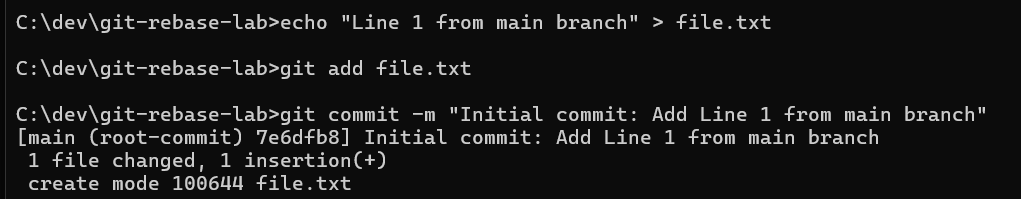 C:\dev\git-rebase-lab>echo "Line 1 from main branch" > file.txt
C:\dev\git-rebase-lab>git add file.txt
C:\dev\git-rebase-lab>git commit -m "Initial commit: Add Line 1 from main branch"
[main (root-commit) 7e6dfb8] Initial commit: Add Line 1 from main branch
 1 file changed, 1 insertion(+)
 create mode 100644 file.txt